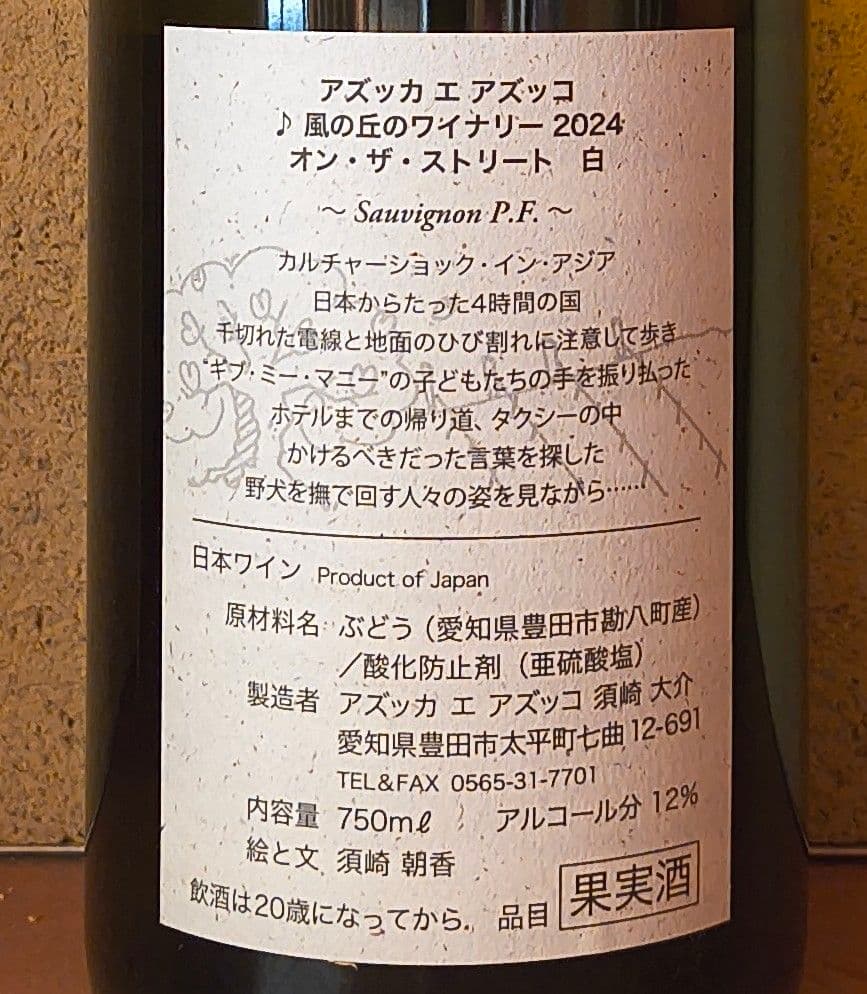 アズッカ エ アズッコ
♪ 風の丘のワイナリー 2024
オン・ザ・ストリート　白
～ Sauvignon P.F. ～
カルチャーショック・イン・アジア
日本からたった4時間の国
千切れた電線と地面のひび割れに注意して歩き
“ギブ・ミー・マニー”の子どもたちの手を振り払った
ホテルまでの帰り道、タクシーの中
かけるべきだった言葉を探した
野犬を撫で回す人々の姿を見ながら……
日本ワイン Product of Japan
原材料名 ぶどう（愛知県豊田市勘八町産）
／酸化防止剤（亜硫酸塩）
製造者 アズッカ エ アズッコ 須崎 大介
愛知県豊田市太平町七曲12-691
TEL&FAX 0565-31-7701
内容量 750mℓ アルコール分 12%
絵と文 須崎 朝香
飲酒は20歳になってから。 品目 果実酒